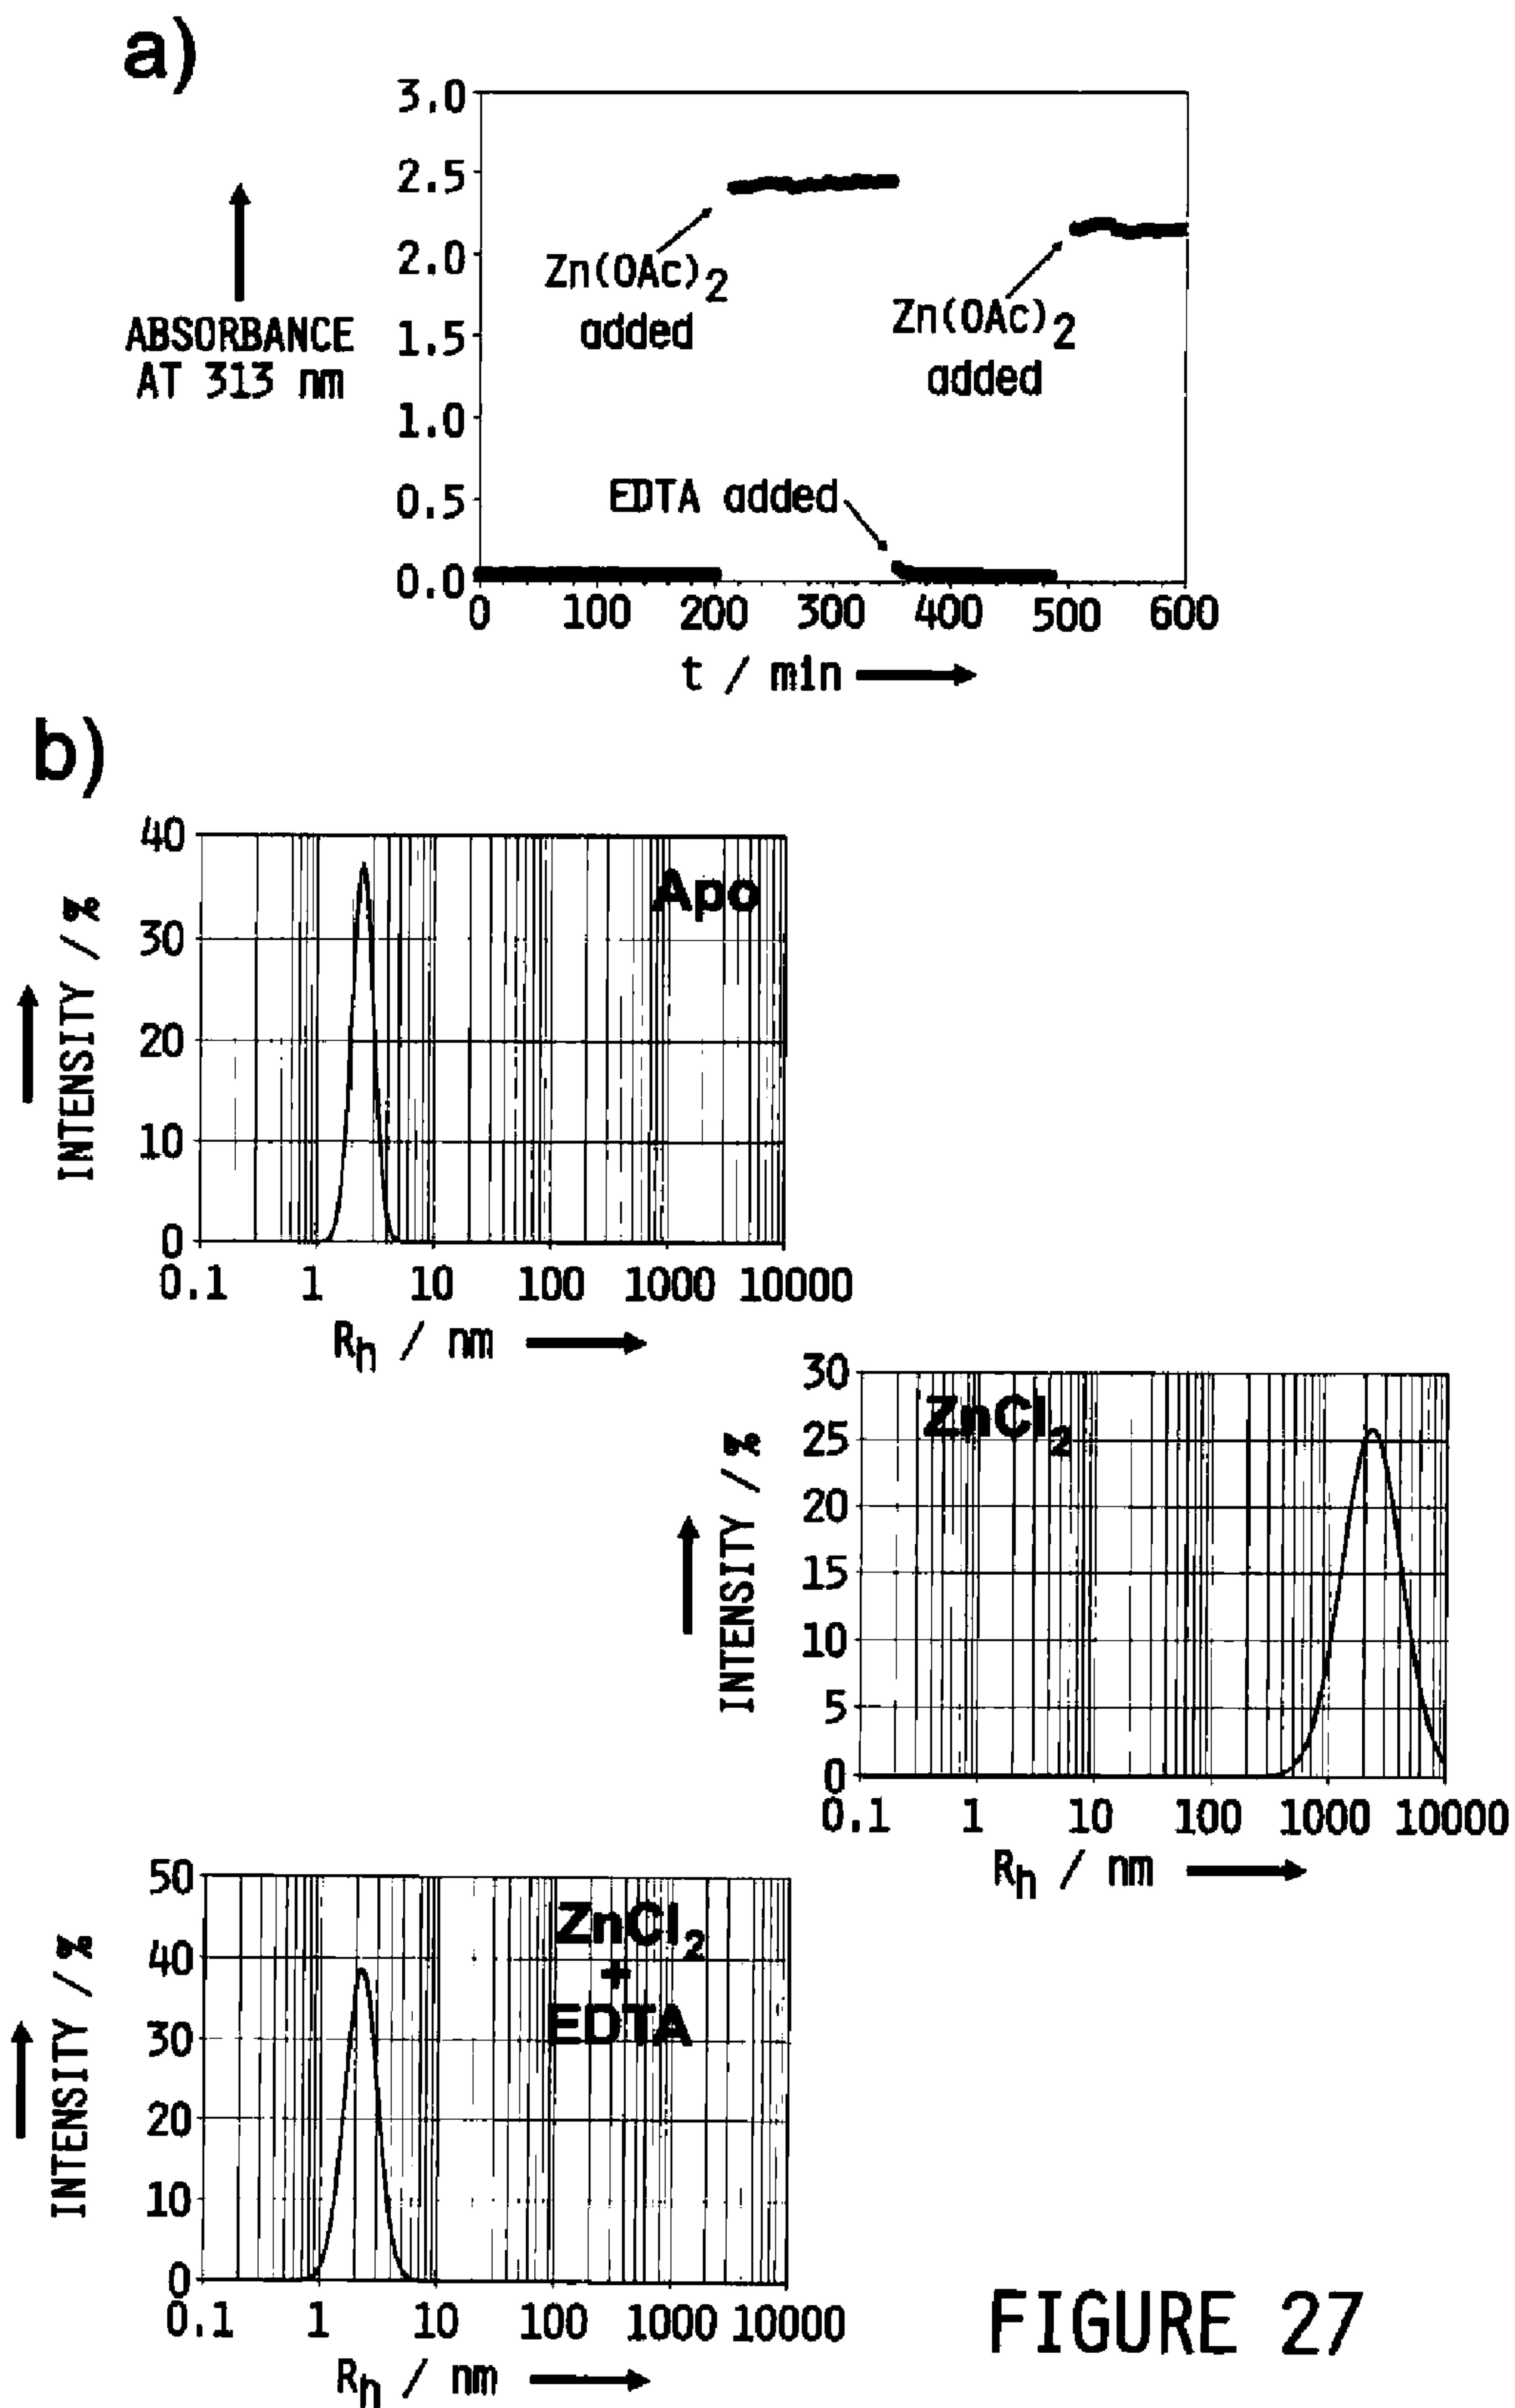 a)
3.0
2.5
2.0
1.5
1.0
0.5
0.0
ABSORBANCE
AT 313 nm
Zn(OAc)2
added
Zn(OAc)2
added
EDTA added
0 100 200 300 400 500 600
t / min
b)
40
30
20
10
0
INTENSITY / %
Apo
0.1 1 10 100 1000 10000
Rh / nm
30
25
20
15
10
5
0
INTENSITY / %
ZnCl2
0.1 1 10 100 1000 10000
Rh / nm
50
40
30
20
10
0
INTENSITY / %
ZnCl2
+
EDTA
0.1 1 10 100 1000 10000
Rh / nm
FIGURE 27